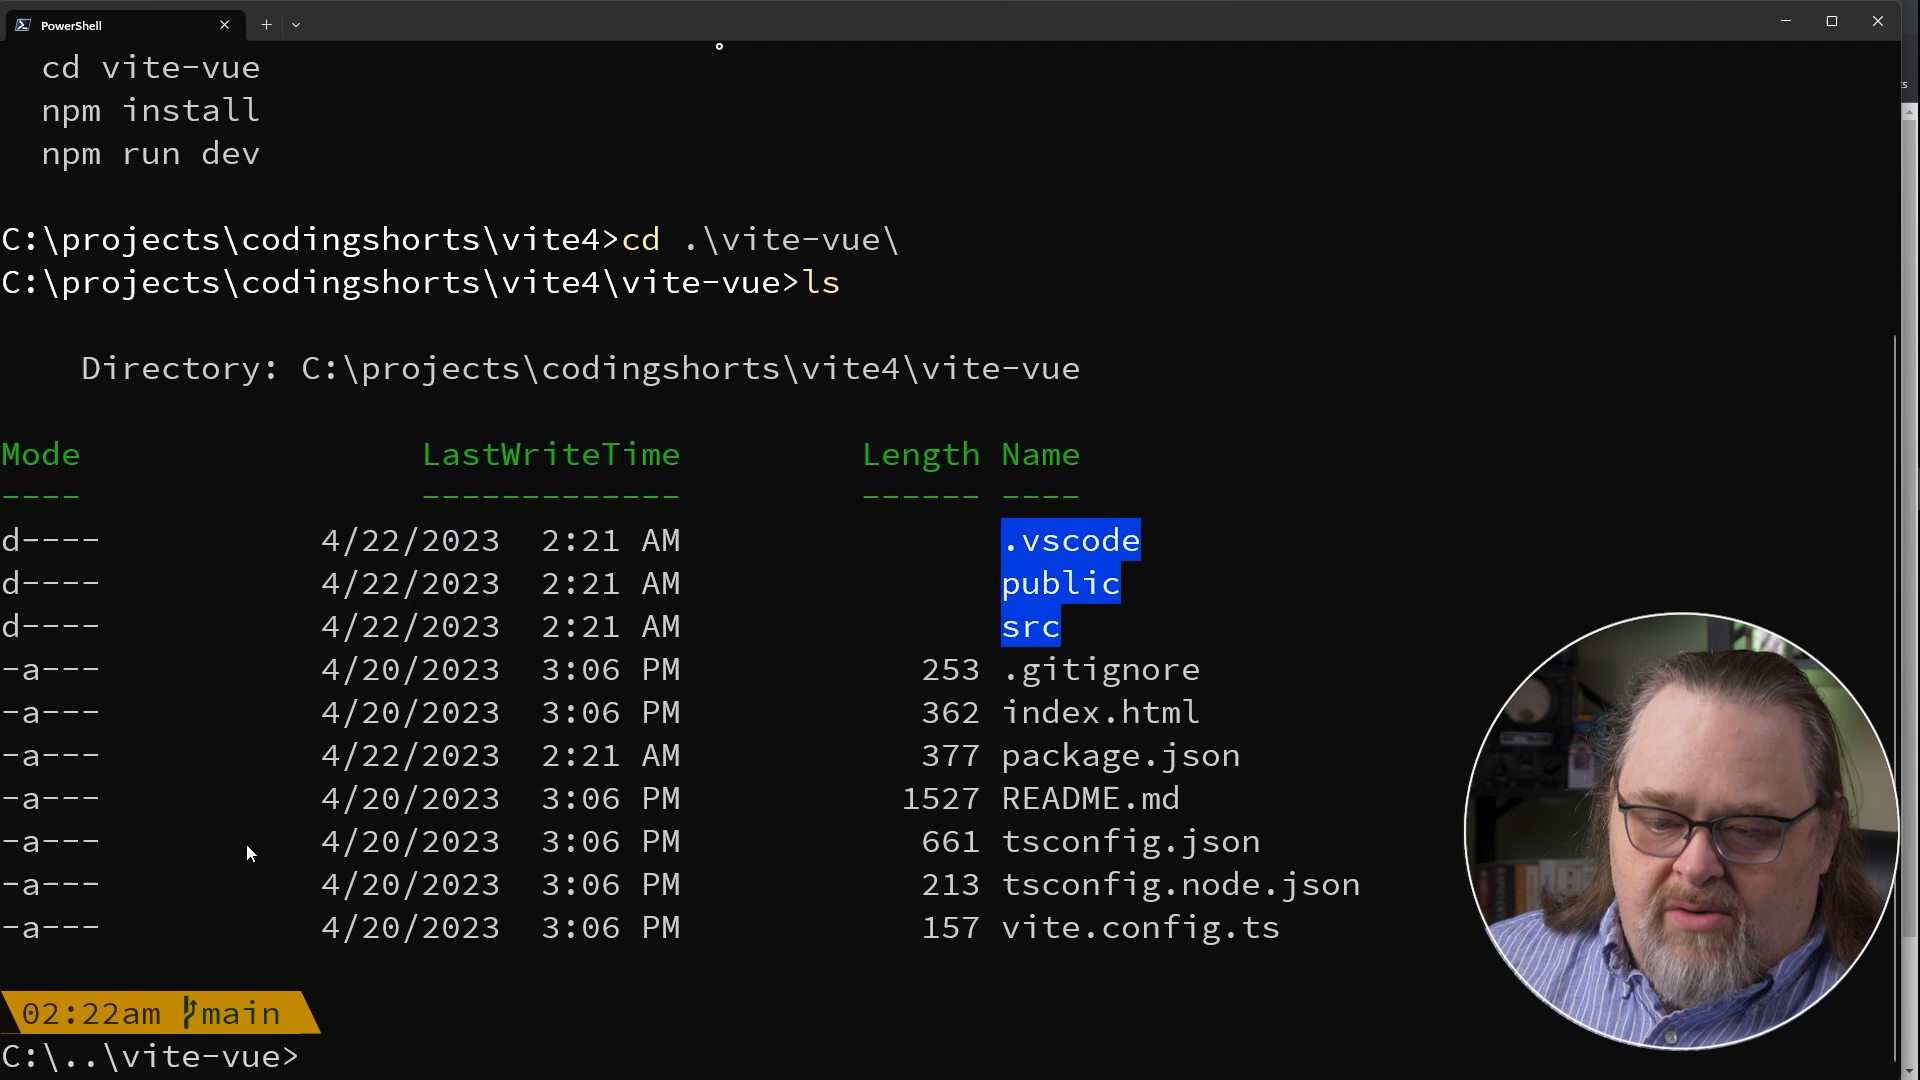 PowerShell
cd vite-vue
npm install
npm run dev
C:\projects\codingshorts\vite4>cd .\vite-vue\
C:\projects\codingshorts\vite4\vite-vue>ls
Directory: C:\projects\codingshorts\vite4\vite-vue
Mode LastWriteTime Length Name
---- ------------- ------ ----
d---- 4/22/2023 2:21 AM .vscode
d---- 4/22/2023 2:21 AM public
d---- 4/22/2023 2:21 AM src
-a--- 4/20/2023 3:06 PM 253 .gitignore
-a--- 4/20/2023 3:06 PM 362 index.html
-a--- 4/22/2023 2:21 AM 377 package.json
-a--- 4/20/2023 3:06 PM 1527 README.md
-a--- 4/20/2023 3:06 PM 661 tsconfig.json
-a--- 4/20/2023 3:06 PM 213 tsconfig.node.json
-a--- 4/20/2023 3:06 PM 157 vite.config.ts
02:22am main
C:\..\vite-vue>